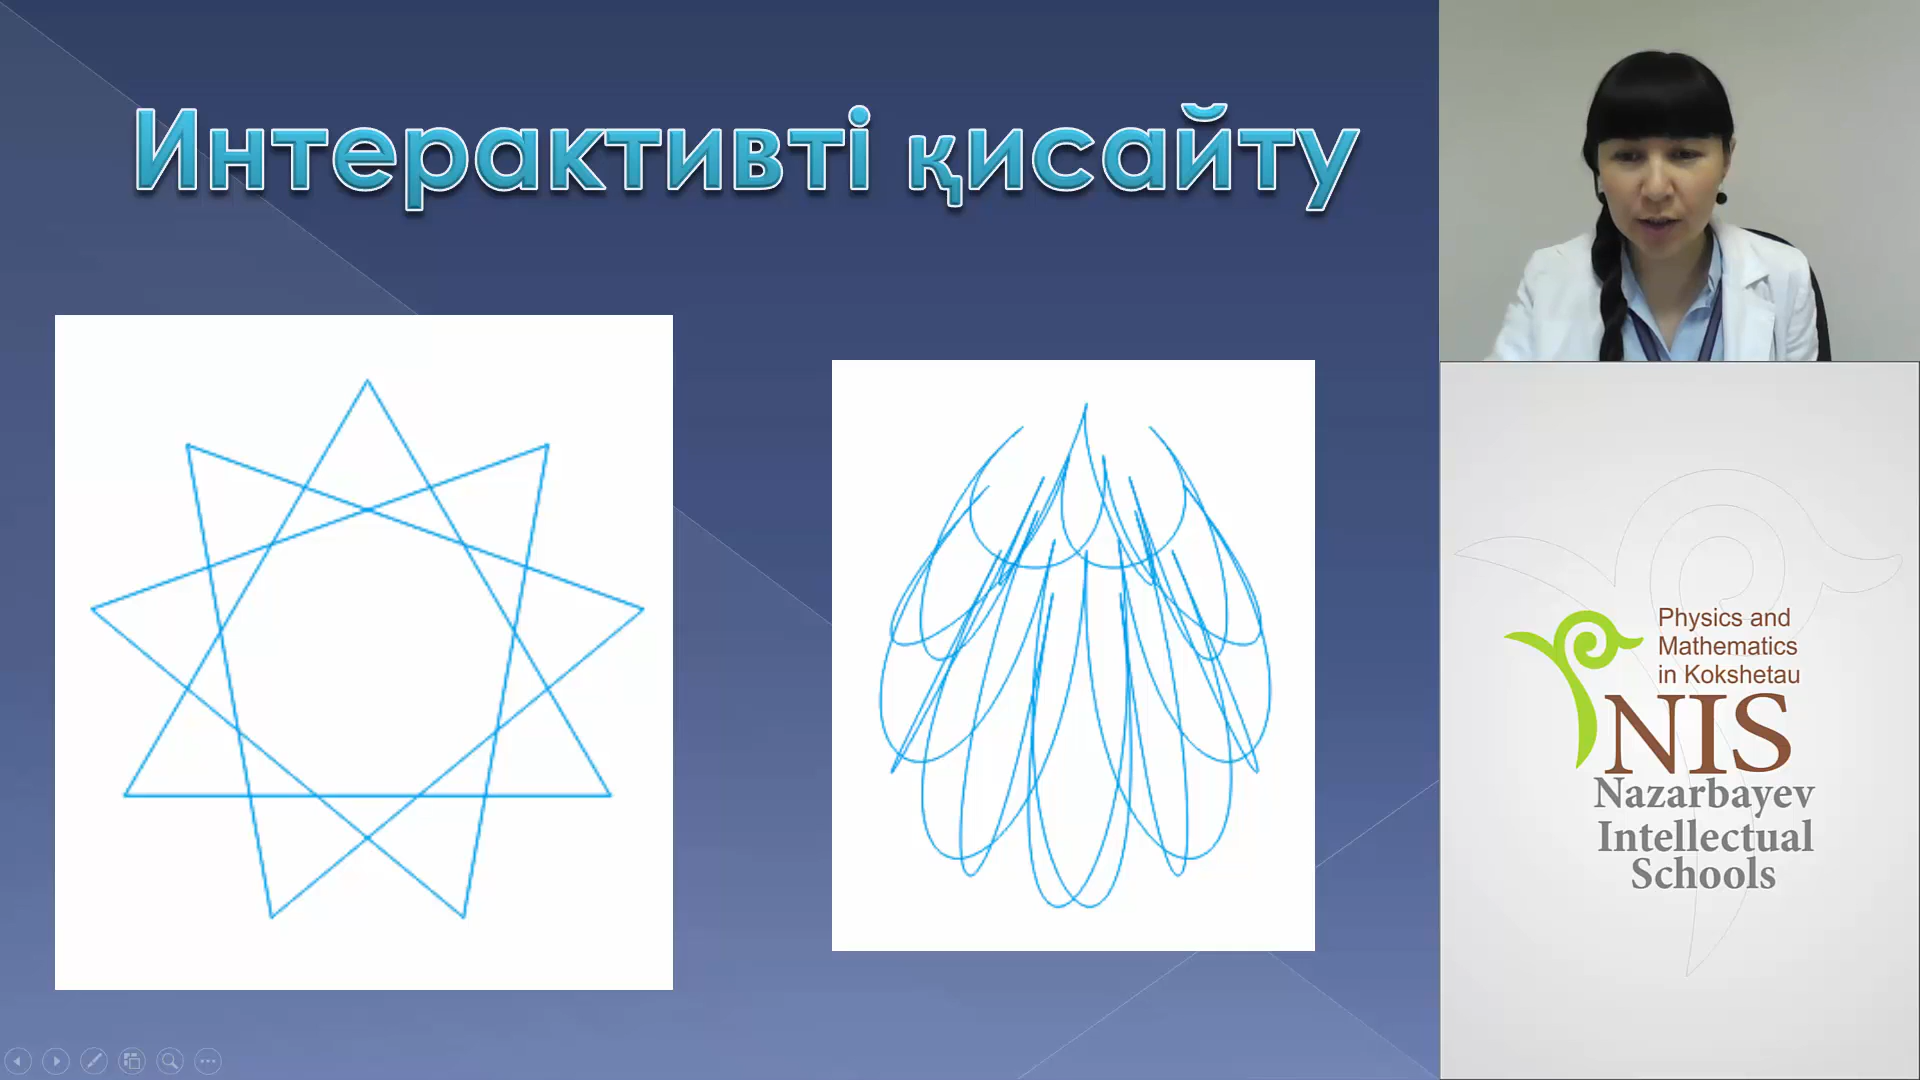 Интерактивті қисайту
Physics and
Mathematics
in Kokshetau
NIS
Nazarbayev
Intellectual
Schools